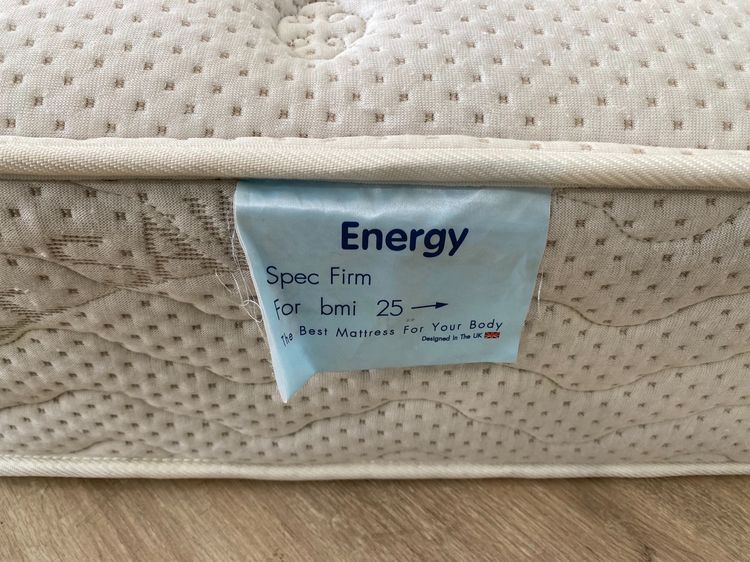 Energy
Spec Firm
For bmi 25 →
The Best Mattress For Your Body
Designed In The UK